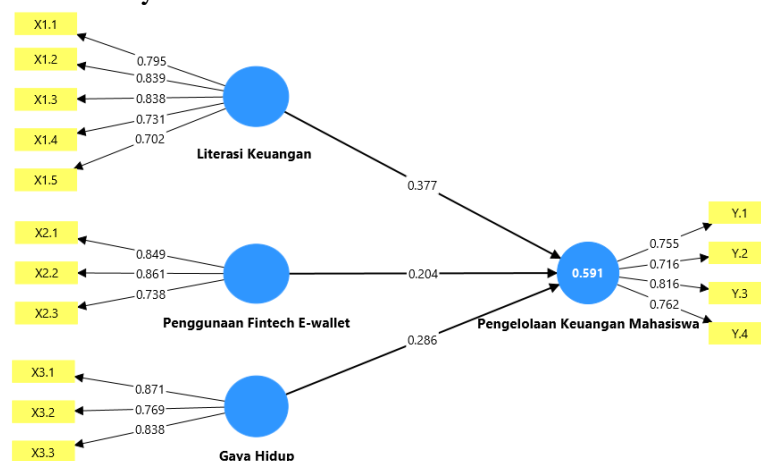 X1.1
X1.2
X1.3
X1.4
X1.5
0.795
0.839
0.838
0.731
0.702
Literasi Keuangan
0.377
X2.1
X2.2
X2.3
0.849
0.861
0.738
Penggunaan Fintech E-wallet
0.204
X3.1
X3.2
X3.3
0.871
0.769
0.838
Gaya Hidup
0.286
0.591
Pengelolaan Keuangan Mahasiswa
0.755
0.716
0.816
0.762
Y.1
Y.2
Y.3
Y.4